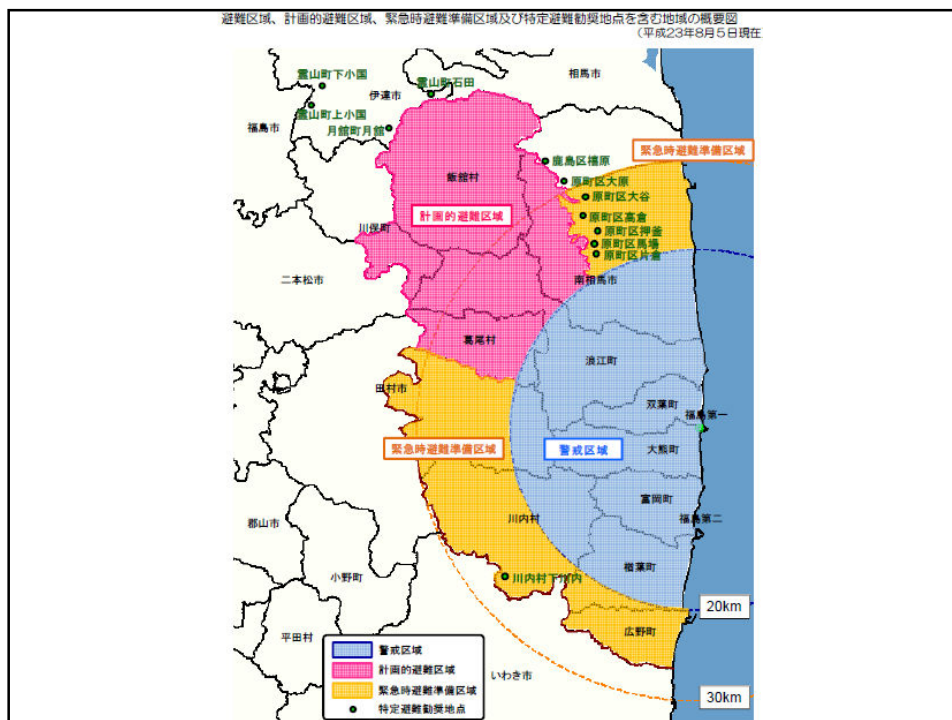 避難区域、計画的避難区域、緊急時避難準備区域及び特定避難勧奨地点を含む地域の概要図
(平成23年8月5日現在
相馬市
霊山町下小国
霊山町石田
伊達市
霊山町上小国
福島市
月舘町月舘
緊急時避難準備区域
鹿島区橲原
飯舘村
原町区大原
原町区大谷
計画的避難区域
原町区高倉
川俣町
原町区押釜
原町区馬場
原町区片倉
二本松市
南相馬市
葛尾村
浪江町
田村市
双葉町
福島第一
緊急時避難準備区域
警戒区域
大熊町
富岡町
川内村
福島第二
郡山市
楢葉町
小野町
川内村下川内
20km
平田村
広野町
いわき市
30km
警戒区域
計画的避難区域
緊急時避難準備区域
特定避難勧奨地点